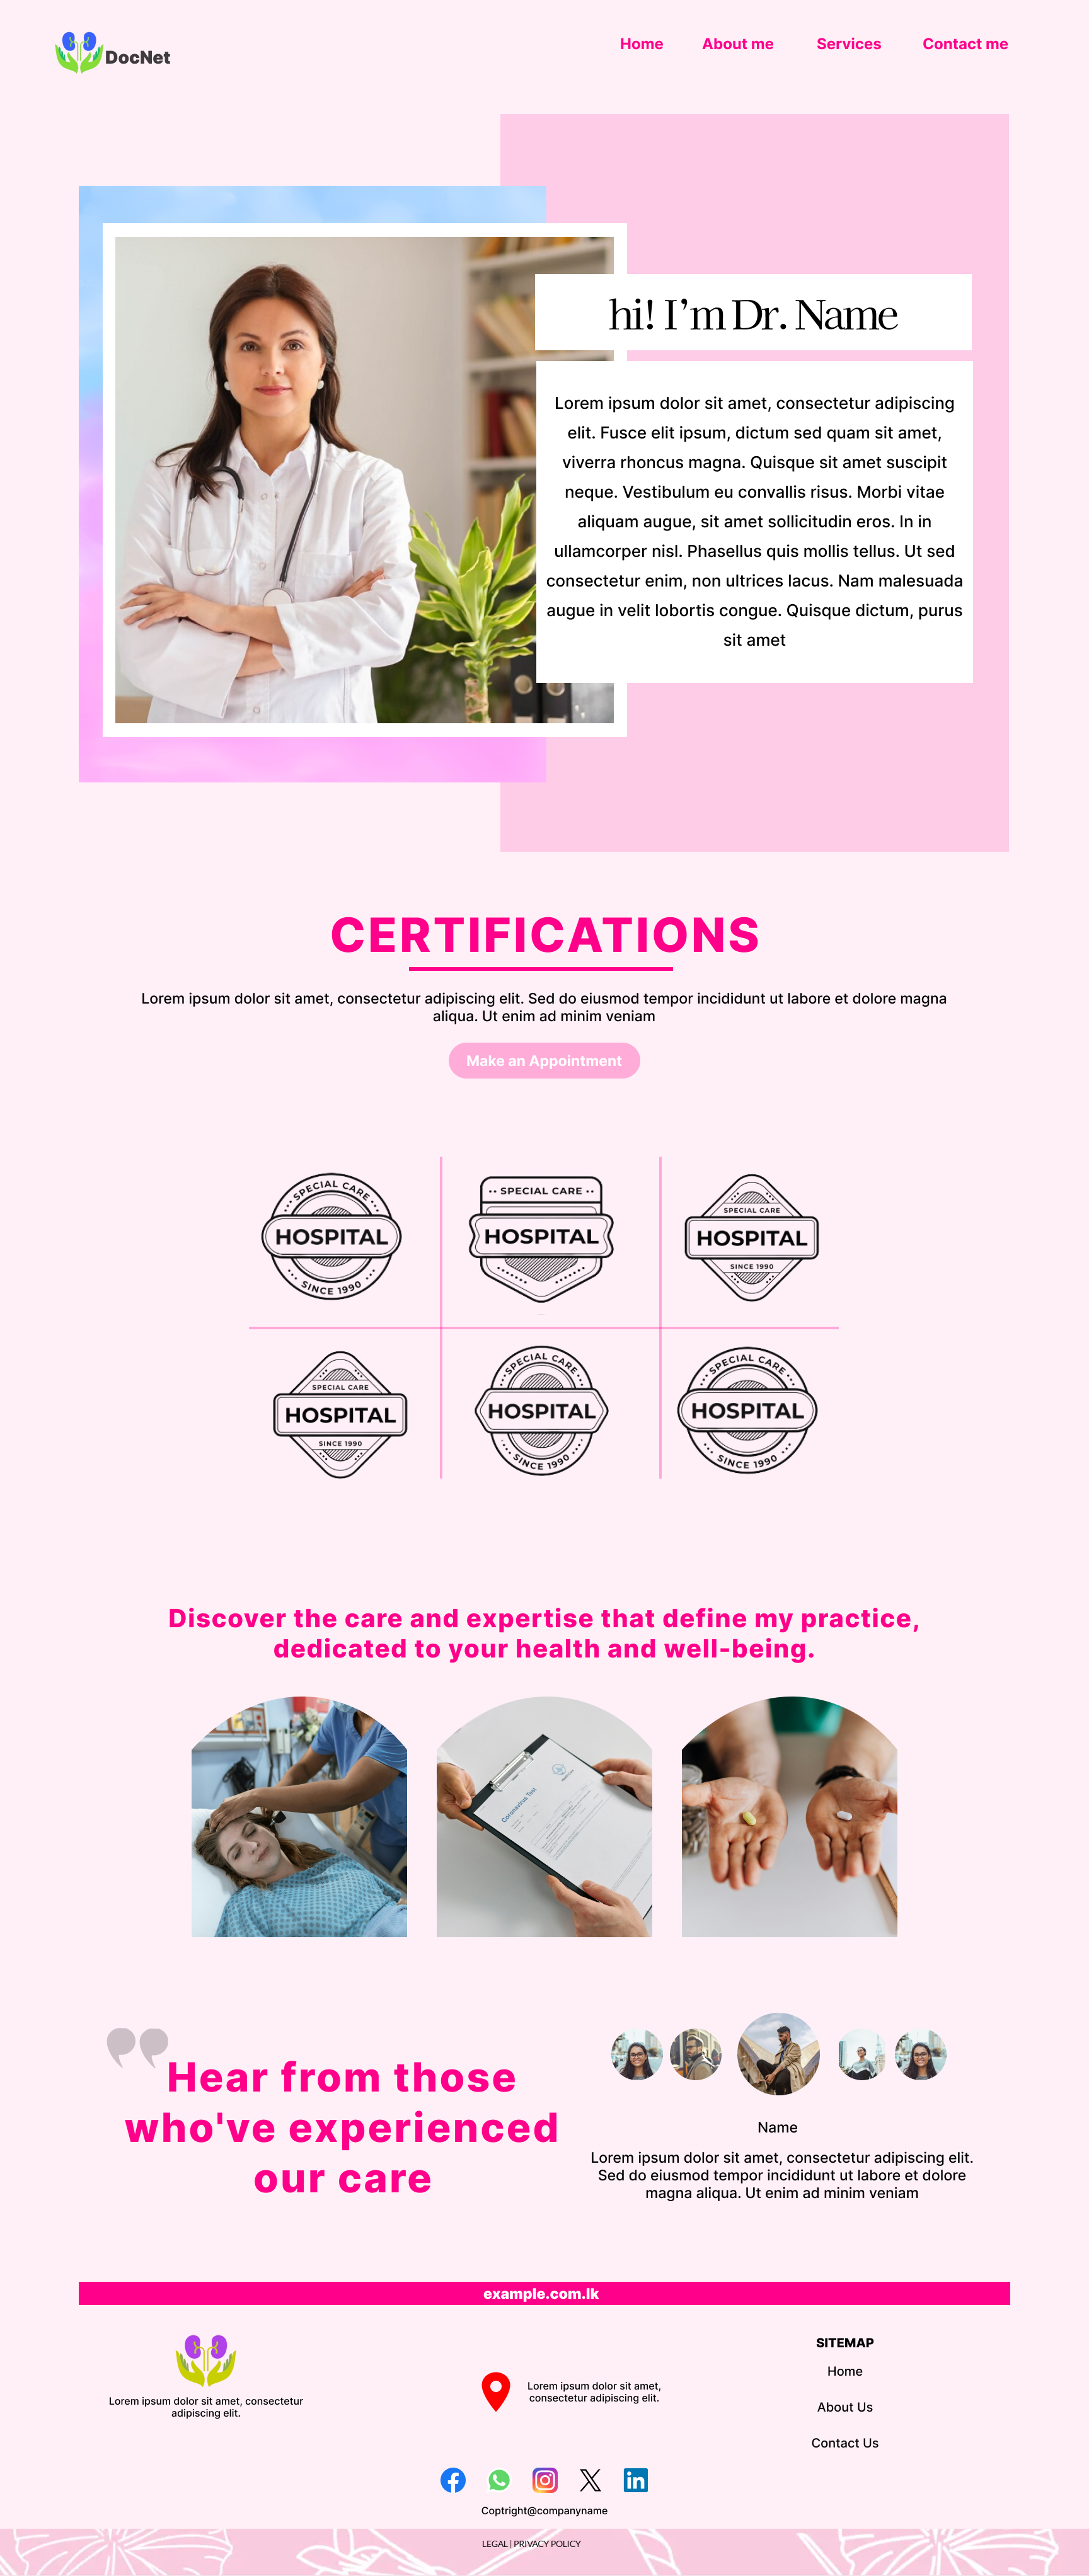 DocNet
Home
About me
Services
Contact me
hi! I'm Dr. Name
Lorem ipsum dolor sit amet, consectetur adipiscing
elit. Fusce elit ipsum, dictum sed quam sit amet,
viverra rhoncus magna. Quisque sit amet suscipit
neque. Vestibulum eu convallis risus. Morbi vitae
aliquam augue, sit amet sollicitudin eros. In in
ullamcorper nisl. Phasellus quis mollis tellus. Ut sed
consectetur enim, non ultrices lacus. Nam malesuada
augue in velit lobortis congue. Quisque dictum, purus
sit amet
CERTIFICATIONS
Lorem ipsum dolor sit amet, consectetur adipiscing elit. Sed do eiusmod tempor incididunt ut labore et dolore magna
aliqua. Ut enim ad minim veniam
Make an Appointment
SPECIAL CARE
HOSPITAL
SINCE 1990
SPECIAL CARE
HOSPITAL
SPECIAL CARE
HOSPITAL
SINCE 1990
SPECIAL CARE
HOSPITAL
SINCE 1990
SPECIAL CARE
HOSPITAL
SINCE 1990
SPECIAL CARE
HOSPITAL
SINCE 1990
Discover the care and expertise that define my practice,
dedicated to your health and well-being.
Coronavirus Test
Hear from those
who've experienced
our care
Name
Lorem ipsum dolor sit amet, consectetur adipiscing elit.
Sed do eiusmod tempor incididunt ut labore et dolore
magna aliqua. Ut enim ad minim veniam
example.com.lk
Lorem ipsum dolor sit amet, consectetur
adipiscing elit.
Lorem ipsum dolor sit amet,
consectetur adipiscing elit.
SITEMAP
Home
About Us
Contact Us
Coptright@companyname
LEGAL | PRIVACY POLICY